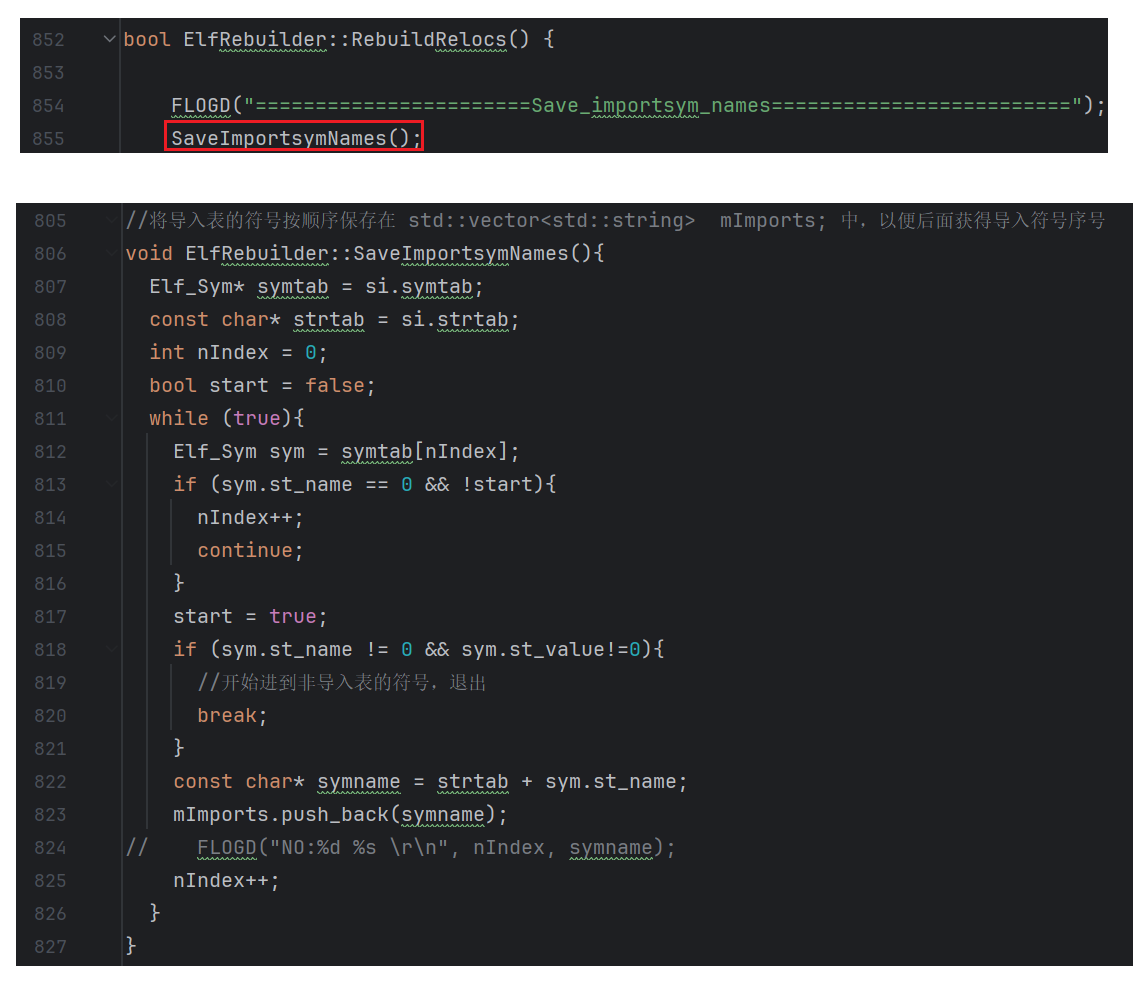 852 bool ElfRebuilder::RebuildRelocs() {
853
854 FLOGD("=======================Save_importsym_names=========================");
855 SaveImportsymNames();
805 //将导入表的符号按顺序保存在 std::vector<std::string>  mImports; 中，以便后面获得导入符号序号
806 void ElfRebuilder::SaveImportsymNames(){
807 Elf_Sym* symtab = si.symtab;
808 const char* strtab = si.strtab;
809 int nIndex = 0;
810 bool start = false;
811 while (true){
812 Elf_Sym sym = symtab[nIndex];
813 if (sym.st_name == 0 && !start){
814 nIndex++;
815 continue;
816 }
817 start = true;
818 if (sym.st_name != 0 && sym.st_value!=0){
819 //开始进到非导入表的符号，退出
820 break;
821 }
822 const char* symname = strtab + sym.st_name;
823 mImports.push_back(symname);
824 //    FLOGD("NO:%d %s \r\n", nIndex, symname);
825 nIndex++;
826 }
827 }